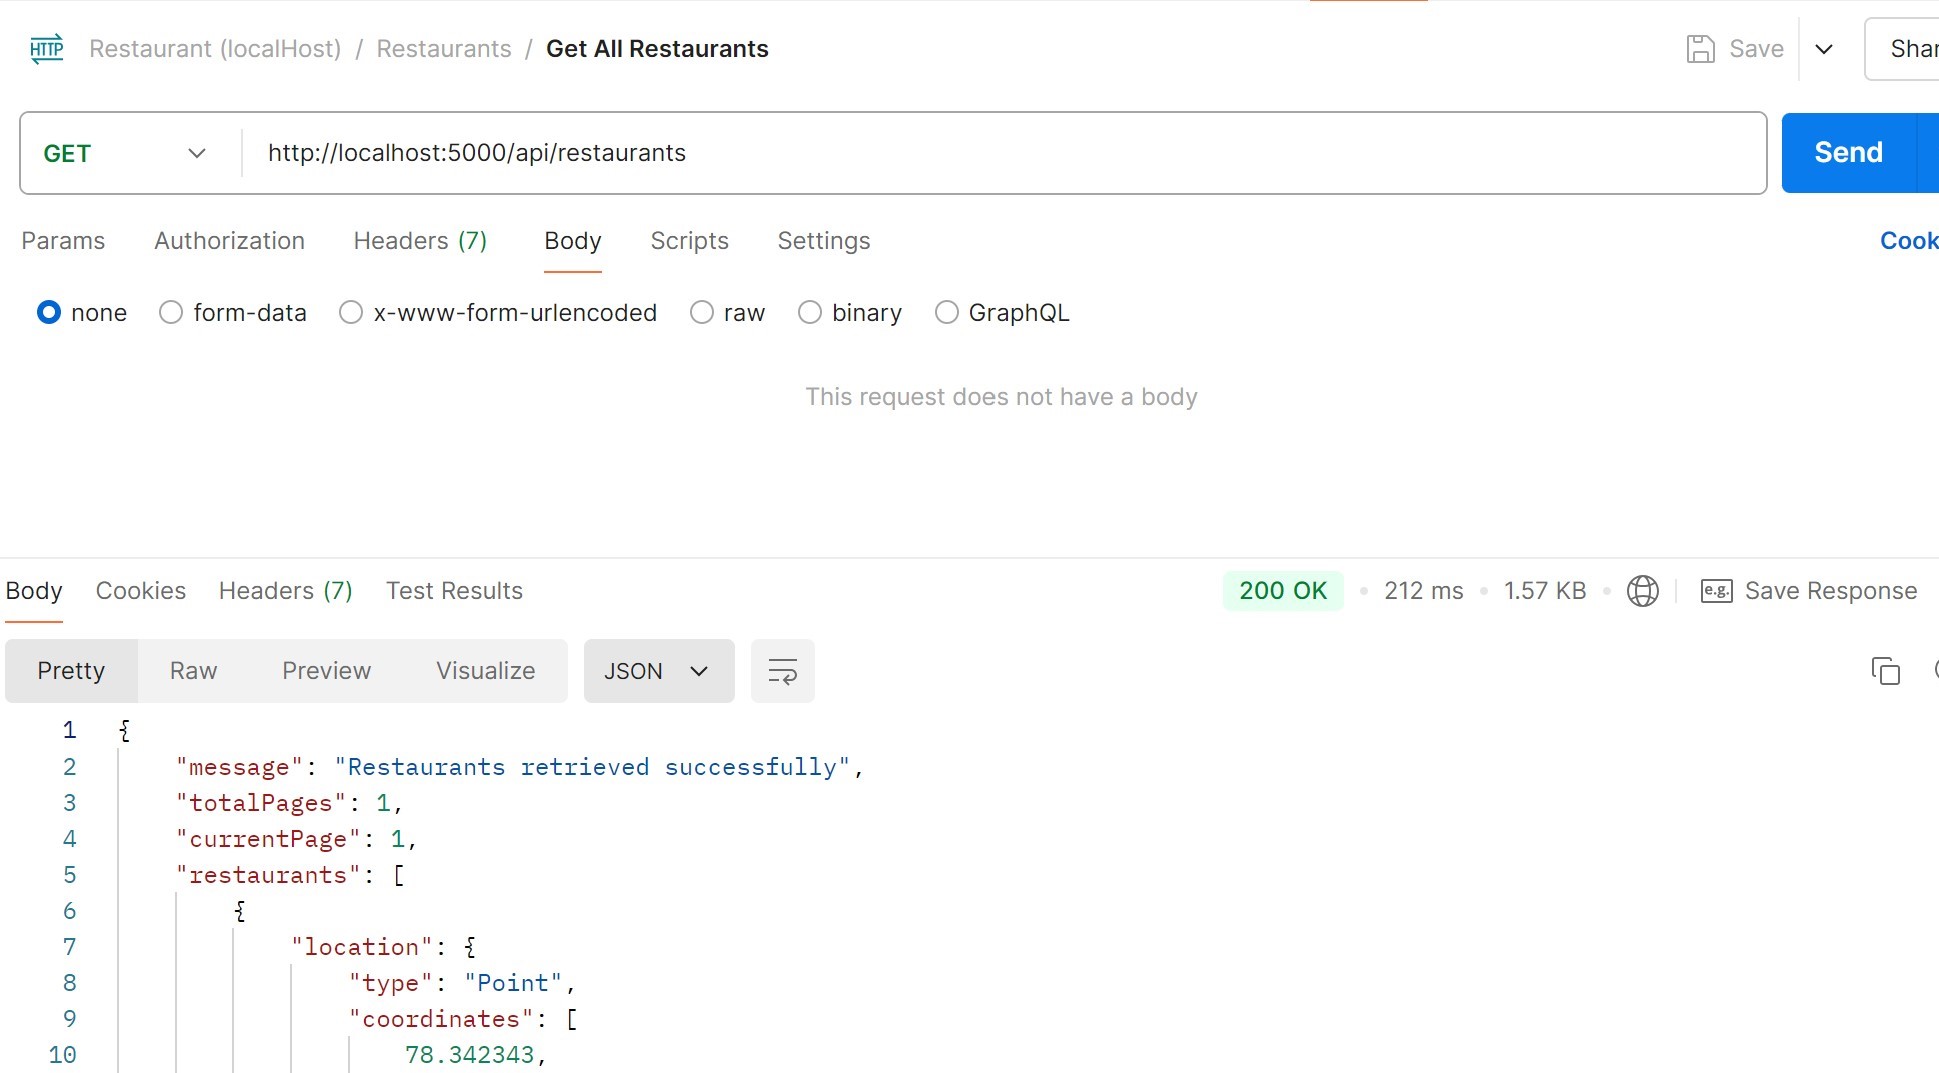 HTTP Restaurant (localHost) / Restaurants / Get All Restaurants Save Shar
GET http://localhost:5000/api/restaurants Send
Params Authorization Headers (7) Body Scripts Settings Cook
none form-data x-www-form-urlencoded raw binary GraphQL
This request does not have a body
Body Cookies Headers (7) Test Results 200 OK • 212 ms • 1.57 KB • e.g. Save Response
Pretty Raw Preview Visualize JSON
1 {
2 "message": "Restaurants retrieved successfully",
3 "totalPages": 1,
4 "currentPage": 1,
5 "restaurants": [
6 {
7 "location": {
8 "type": "Point",
9 "coordinates": [
10 78.342343,